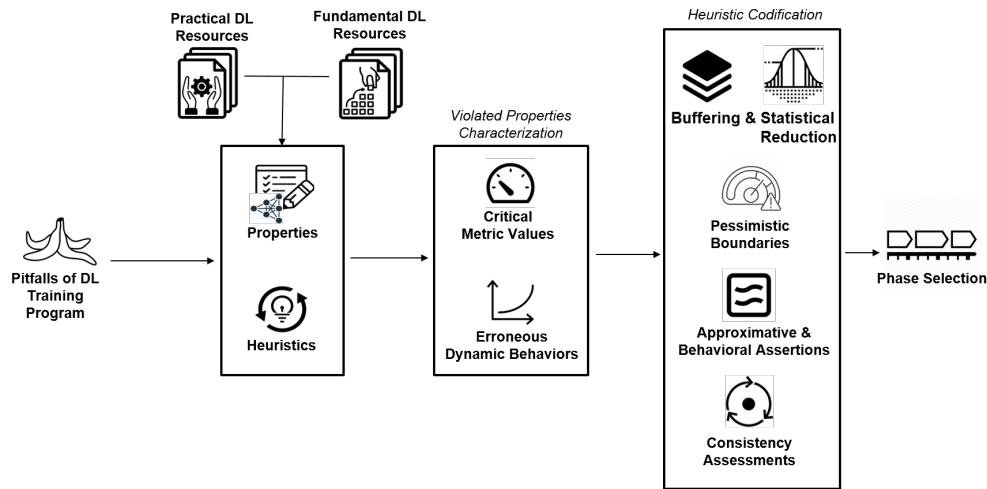 Practical DL
Resources
Fundamental DL
Resources
Pitfalls of DL
Training
Program
Properties
Heuristics
Violated Properties
Characterization
Critical
Metric Values
Erroneous
Dynamic Behaviors
Heuristic Codification
Buffering & Statistical
Reduction
Pessimistic
Boundaries
Approximative &
Behavioral Assertions
Consistency
Assessments
Phase Selection